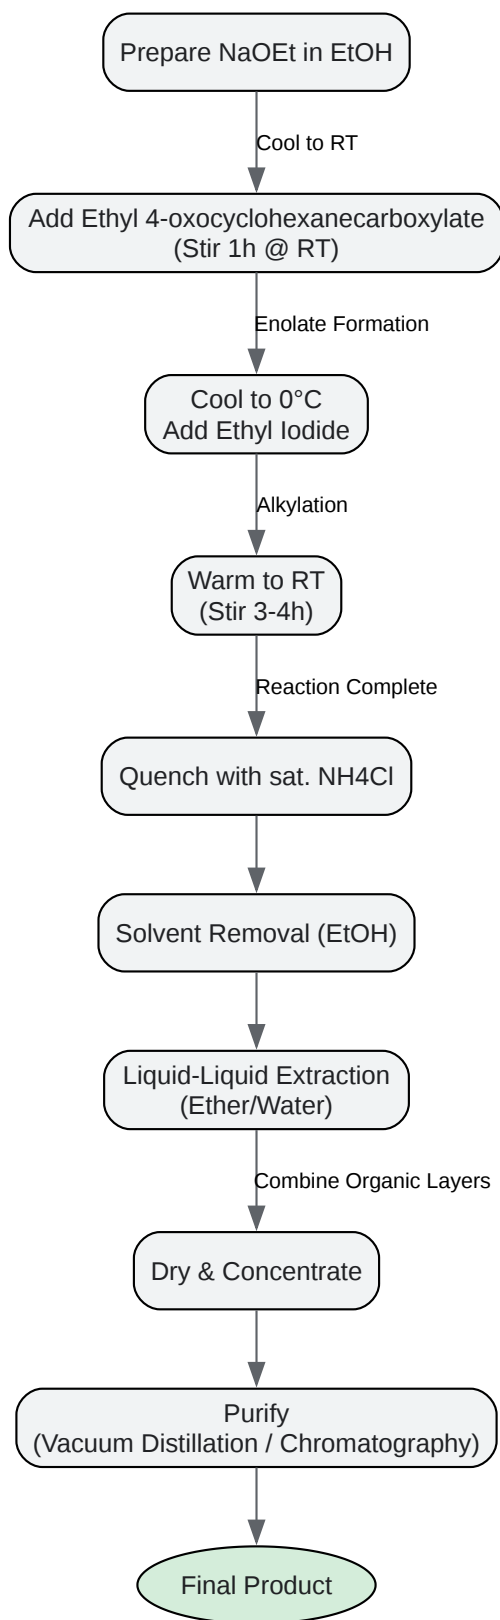 Prepare NaOEt in EtOH
Cool to RT
Add Ethyl 4-oxocyclohexanecarboxylate
(Stir 1h @ RT)
Enolate Formation
Cool to 0°C
Add Ethyl Iodide
Alkylation
Warm to RT
(Stir 3-4h)
Reaction Complete
Quench with sat. NH4Cl
Solvent Removal (EtOH)
Liquid-Liquid Extraction
(Ether/Water)
Combine Organic Layers
Dry & Concentrate
Purify
(Vacuum Distillation / Chromatography)
Final Product